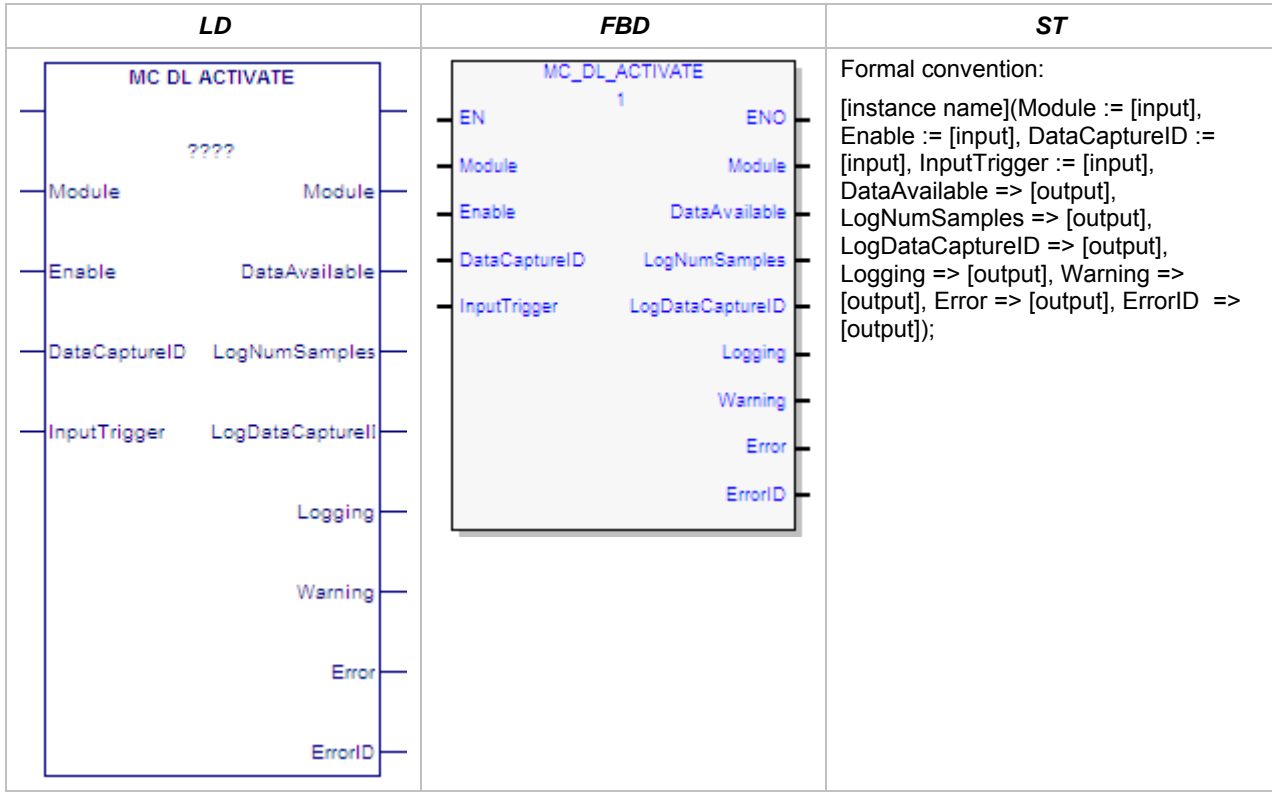 LD FBD ST
MC DL ACTIVATE
????
Module Module
Enable DataAvailable
DataCaptureID LogNumSamples
InputTrigger LogDataCaptureII
Logging
Warning
Error
ErrorID
MC_DL_ACTIVATE
1
EN ENO
Module Module
Enable DataAvailable
DataCaptureID LogNumSamples
InputTrigger LogDataCaptureID
Logging
Warning
Error
ErrorID
Formal convention:
[instance name](Module := [input],
Enable := [input], DataCaptureID :=
[input], InputTrigger := [input],
DataAvailable => [output],
LogNumSamples => [output],
LogDataCaptureID => [output],
Logging => [output], Warning =>
[output], Error => [output], ErrorID =>
[output]);